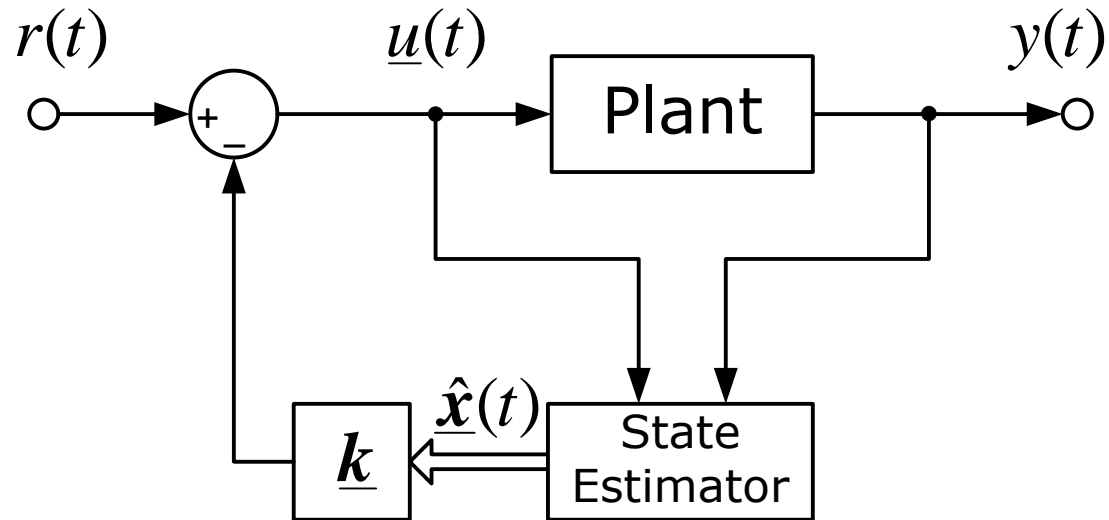 r(t)
u(t)
y(t)
+
−
Plant
x̂(t)
k
State
Estimator